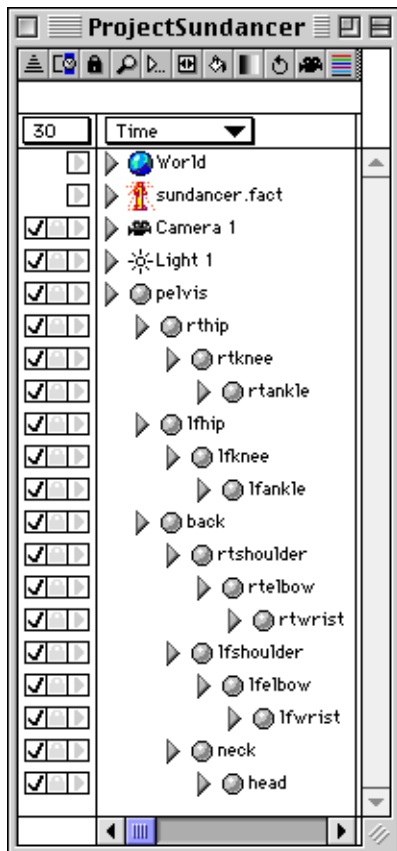 ProjectSundancer
30 Time
World
sundancer.fact
Camera 1
Light 1
pelvis
rthip
rtknee
rtankle
lfhip
lfknee
lfankle
back
rtshoulder
rtelbow
rtwrist
lfshoulder
lfelbow
lfwrist
neck
head